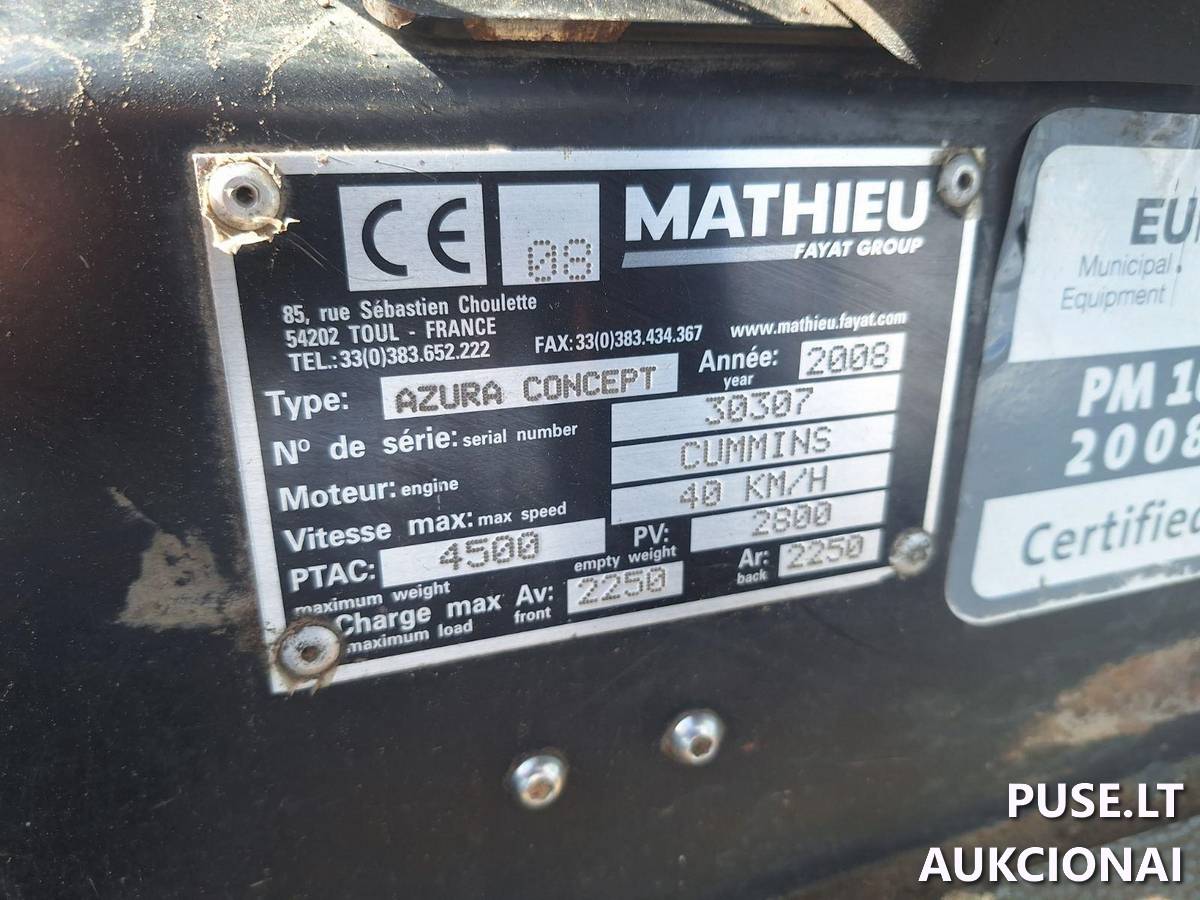 CE 08 MATHIEU
FAYAT GROUP
85, rue Sébastien Choulette
54202 TOUL - FRANCE
TEL.:33(0)383.652.222
FAX:33(0)383.434.367
www.mathieu.fayat.com
Type: AZURA CONCEPT Année: 2008
year
Nº de série: serial number 30307
Moteur: engine CUMMINS
Vitesse max: max speed 40 KM/H
PTAC: 4500 PV: 2800
maximum weight empty weight
Charge max Av: 2250 Ar: 2250
maximum load front back
Municipal
Equipment
PM
2008
PUSE.LT
AUKCIONAI